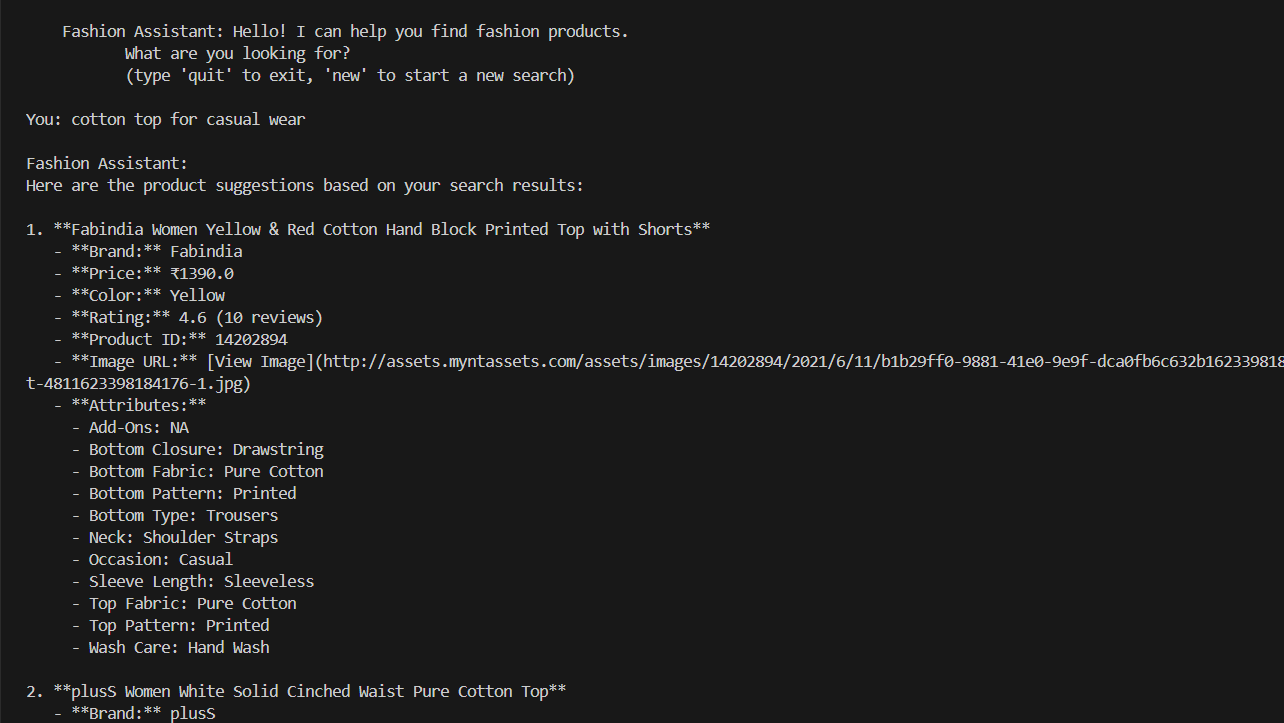 Fashion Assistant: Hello! I can help you find fashion products.
What are you looking for?
(type 'quit' to exit, 'new' to start a new search)
You: cotton top for casual wear
Fashion Assistant:
Here are the product suggestions based on your search results:
1. **Fabindia Women Yellow & Red Cotton Hand Block Printed Top with Shorts**
- **Brand:** Fabindia
- **Price:** ₹1390.0
- **Color:** Yellow
- **Rating:** 4.6 (10 reviews)
- **Product ID:** 14202894
- **Image URL:** [View Image](http://assets.myntassets.com/assets/images/14202894/2021/6/11/b1b29ff0-9881-41e0-9e9f-dca0fb6c632b162339818
t-4811623398184176-1.jpg)
- **Attributes:**
- Add-Ons: NA
- Bottom Closure: Drawstring
- Bottom Fabric: Pure Cotton
- Bottom Pattern: Printed
- Bottom Type: Trousers
- Neck: Shoulder Straps
- Occasion: Casual
- Sleeve Length: Sleeveless
- Top Fabric: Pure Cotton
- Top Pattern: Printed
- Wash Care: Hand Wash
2. **plusS Women White Solid Cinched Waist Pure Cotton Top**
- **Brand:** plusS